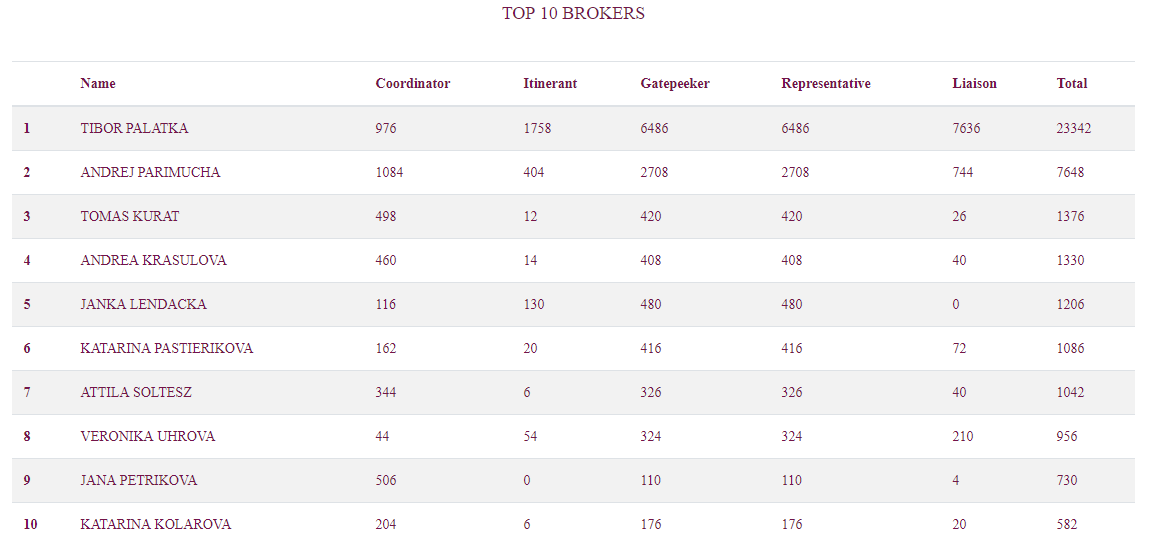 TOP 10 BROKERS
Name Coordinator Itinerant Gatepeeker Representative Liaison Total
1 TIBOR PALATKA 976 1758 6486 6486 7636 23342
2 ANDREJ PARIMUCHA 1084 404 2708 2708 744 7648
3 TOMAS KURAT 498 12 420 420 26 1376
4 ANDREA KRASULOVA 460 14 408 408 40 1330
5 JANKA LENDACKA 116 130 480 480 0 1206
6 KATARINA PASTIERIKOVA 162 20 416 416 72 1086
7 ATTILA SOLTESZ 344 6 326 326 40 1042
8 VERONIKA UHROVA 44 54 324 324 210 956
9 JANA PETRIKOVA 506 0 110 110 4 730
10 KATARINA KOLAROVA 204 6 176 176 20 582